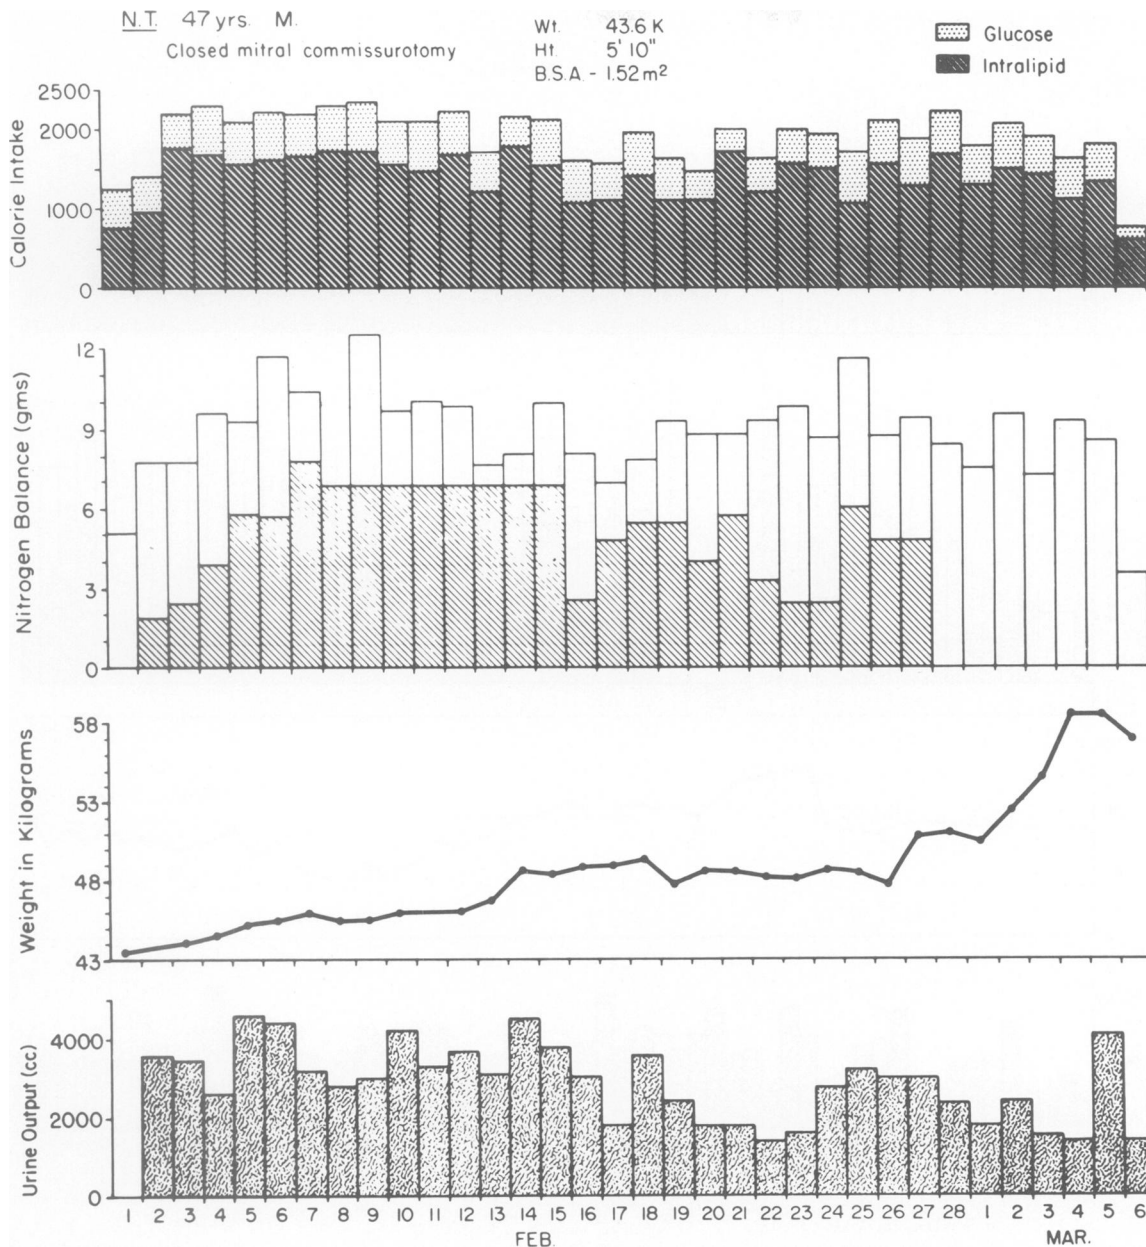 N.T. 47 yrs. M.
Closed mitral commissurotomy
Wt. 43.6 K
Ht. 5' 10"
B.S.A. - 1.52 m²
Glucose
Intralipid
Calorie Intake
2500
2000
1000
0
Nitrogen Balance (gms)
12
9
6
3
0
Weight in Kilograms
58
53
48
43
Urine Output (cc)
4000
2000
0
1 2 3 4 5 6 7 8 9 10 11 12 13 14 15 16 17 18 19 20 21 22 23 24 25 26 27 28 1 2 3 4 5 6
FEB. MAR.